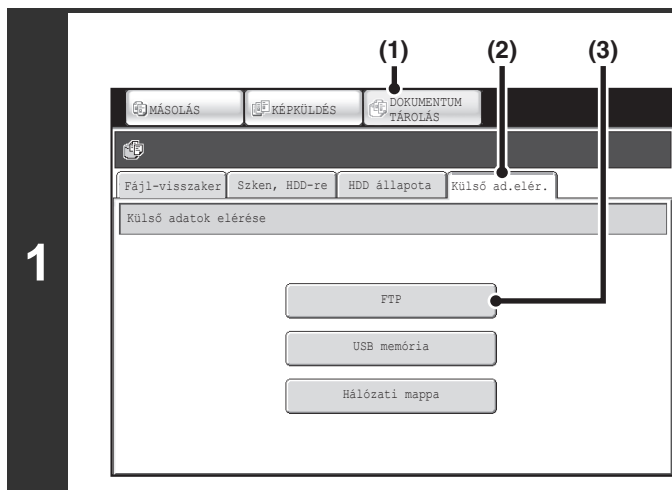 (1) (2) (3)
MÁSOLÁS KÉPKÜLDÉS DOKUMENTUM
TÁROLÁS
Fájl-visszaker Szken, HDD-re HDD állapota Külső ad.elér.
Külső adatok elérése
1
FTP
USB memória
Hálózati mappa